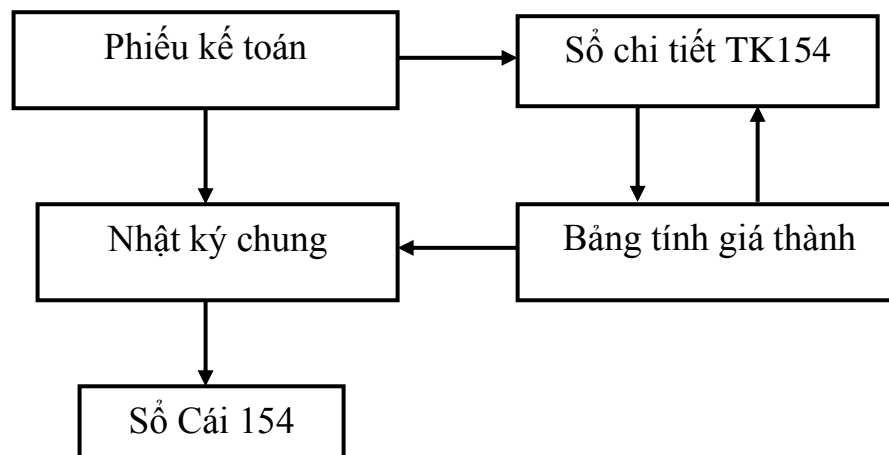 Phiếu kế toán
Sổ chi tiết TK154
Nhật ký chung
Bảng tính giá thành
Sổ Cái 154